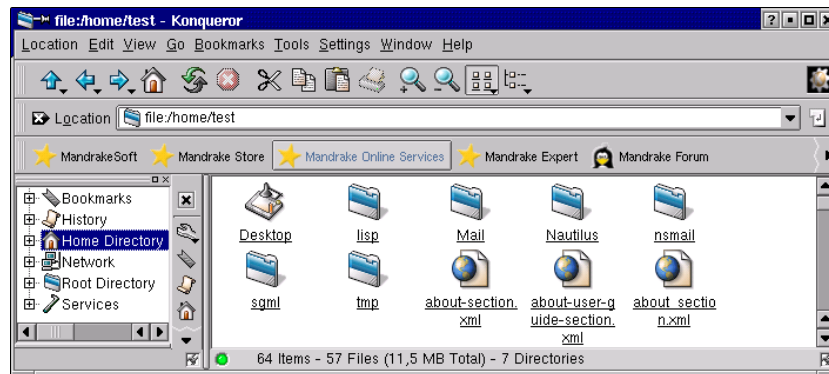 file:/home/test - Konqueror
Location Edit View Go Bookmarks Tools Settings Window Help
Location file:/home/test
MandrakeSoft Mandrake Store Mandrake Online Services Mandrake Expert Mandrake Forum
Bookmarks
History
Home Directory
Network
Root Directory
Services
Desktop lisp Mail Nautilus nsmail
sgml tmp about-section.xml about-user-guide-section.xml about_section.xml
64 Items - 57 Files (11,5 MB Total) - 7 Directories